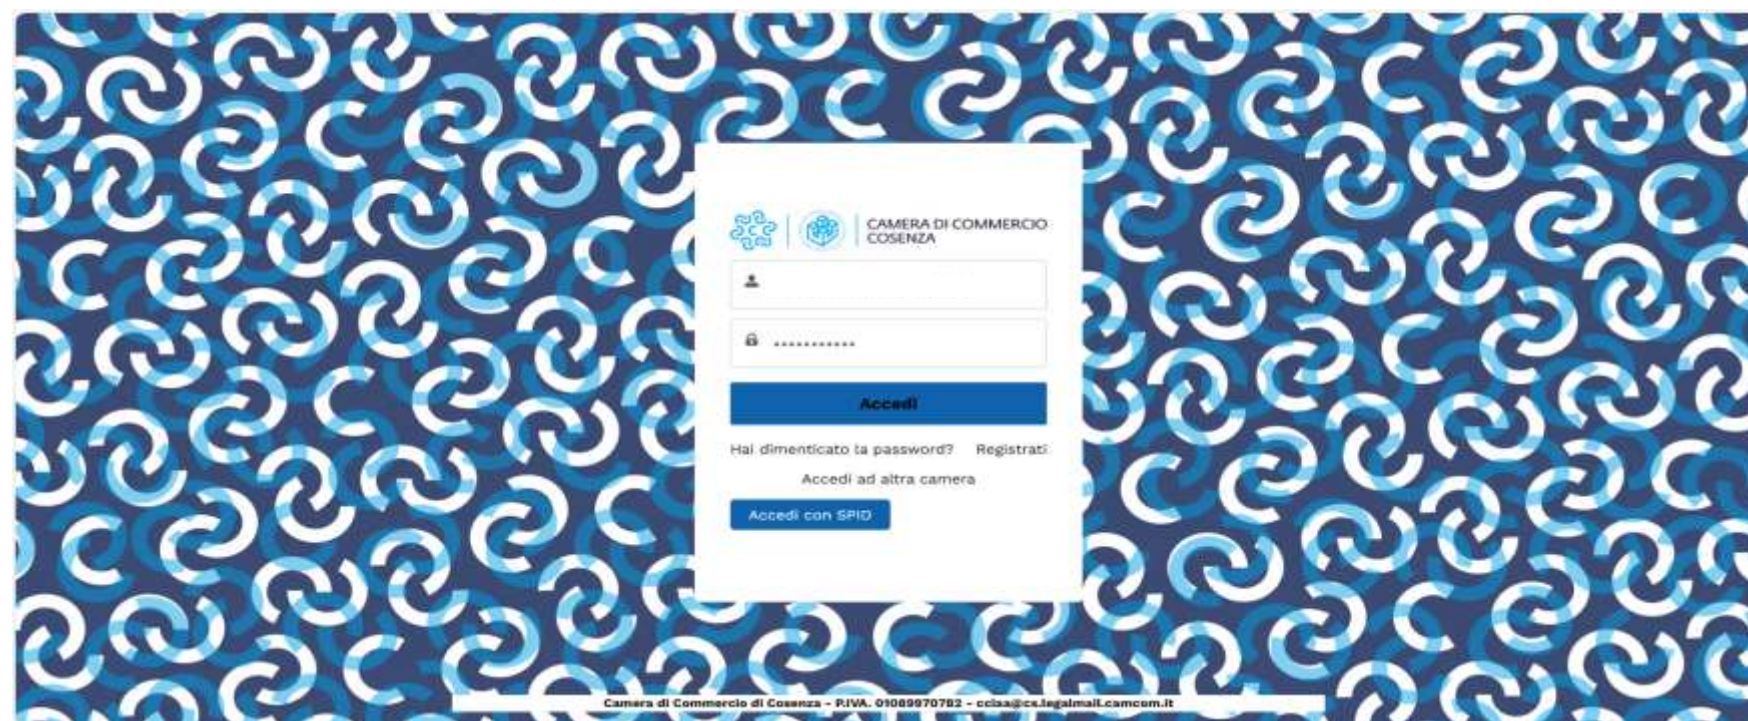 CAMERA DI COMMERCIO
COSENZA
...........
Accedi
Hai dimenticato la password? Registrati
Accedi ad altra camera
Accedi con SPID
Camera di Commercio di Cosenza - P.IVA. 01089970782 - cciaa@cs.legalmail.camcom.it